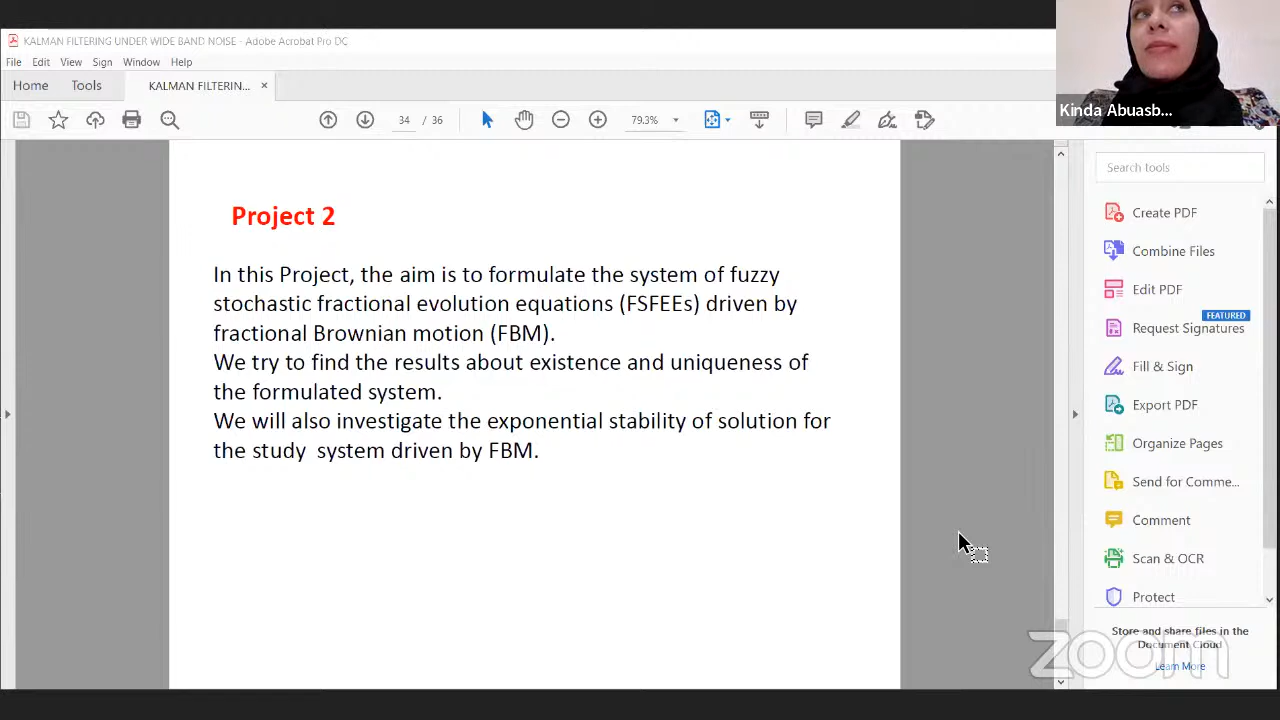 KALMAN FILTERING UNDER WIDE BAND NOISE - Adobe Acrobat Pro DC
File Edit View Sign Window Help
Home Tools KALMAN FILTERIN... ×
34 / 36 79.3%
Kinda Abuasb...
Project 2
In this Project, the aim is to formulate the system of fuzzy
stochastic fractional evolution equations (FSFEEs) driven by
fractional Brownian motion (FBM).
We try to find the results about existence and uniqueness of
the formulated system.
We will also investigate the exponential stability of solution for
the study system driven by FBM.
Search tools
Create PDF
Combine Files
Edit PDF
FEATURED
Request Signatures
Fill & Sign
Export PDF
Organize Pages
Send for Comme...
Comment
Scan & OCR
Protect
Store and share files in the
Document Cloud
Learn More
zoom